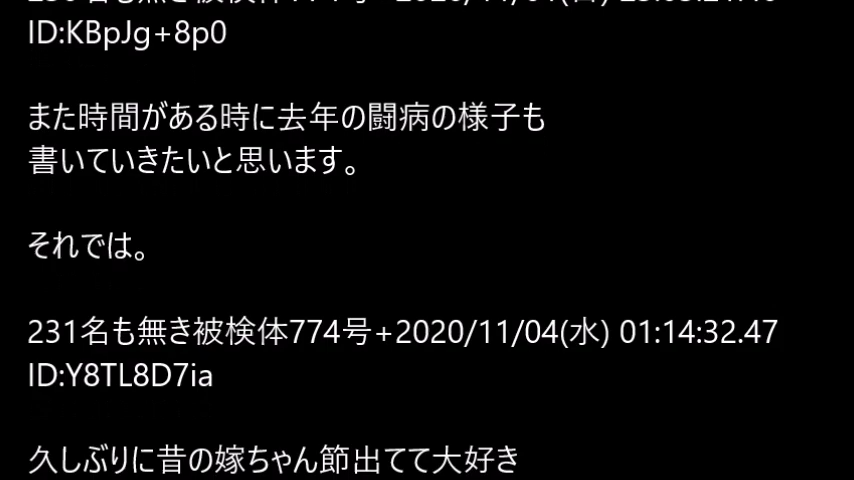 ID:KBpJg+8p0
また時間がある時に去年の闘病の様子も
書いていきたいと思います。
それでは。
231名も無き被検体774号+2020/11/04(水) 01:14:32.47
ID:Y8TL8D7ia
久しぶりに昔の嫁ちゃん節出てて大好き